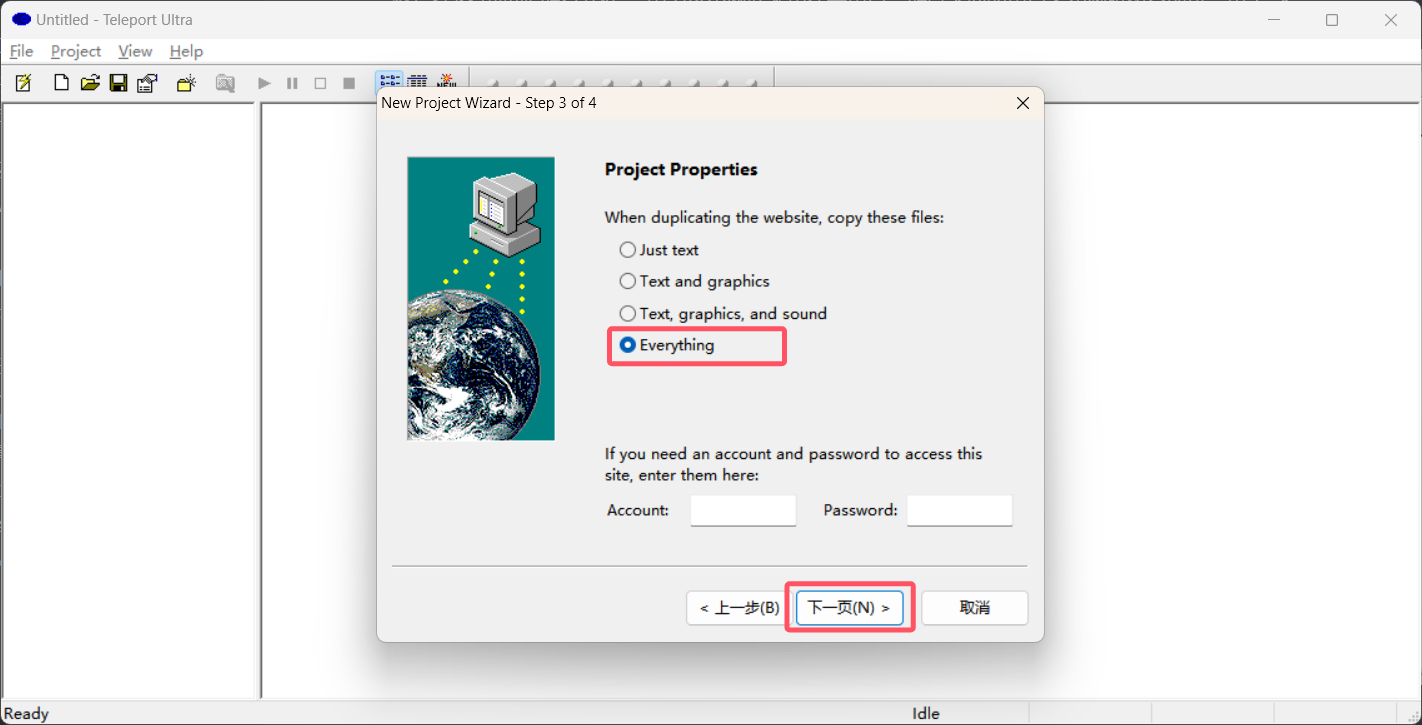 Untitled - Teleport Ultra
File Project View Help
New Project Wizard - Step 3 of 4
Project Properties
When duplicating the website, copy these files:
Just text
Text and graphics
Text, graphics, and sound
Everything
If you need an account and password to access this
site, enter them here:
Account: Password:
< 上一步(B) 下一页(N) > 取消
Ready Idle